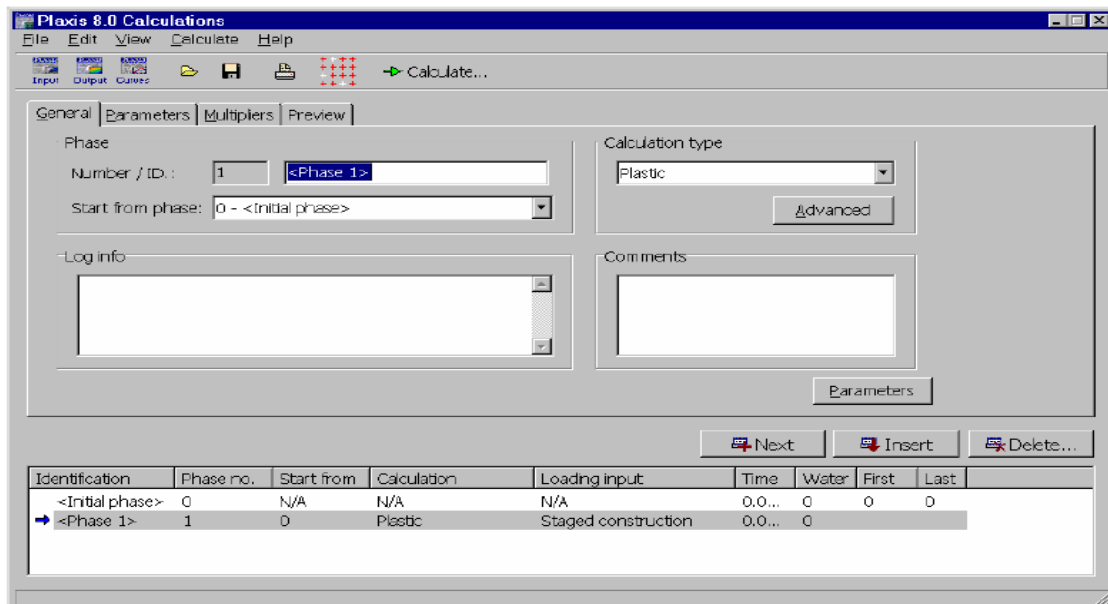 Plaxis 8.0 Calculations
File Edit View Calculate Help
Input Output Curves Calculate...
General Parameters Multipliers Preview
Phase
Number / ID.: 1 <Phase 1>
Start from phase: 0 - <Initial phase>
Calculation type
Plastic
Advanced
Log info
Comments
Parameters
Next Insert Delete...
Identification Phase no. Start from Calculation Loading input Time Water First Last
<Initial phase> 0 N/A N/A N/A 0.0... 0 0 0
<Phase 1> 1 0 Plastic Staged construction 0.0... 0